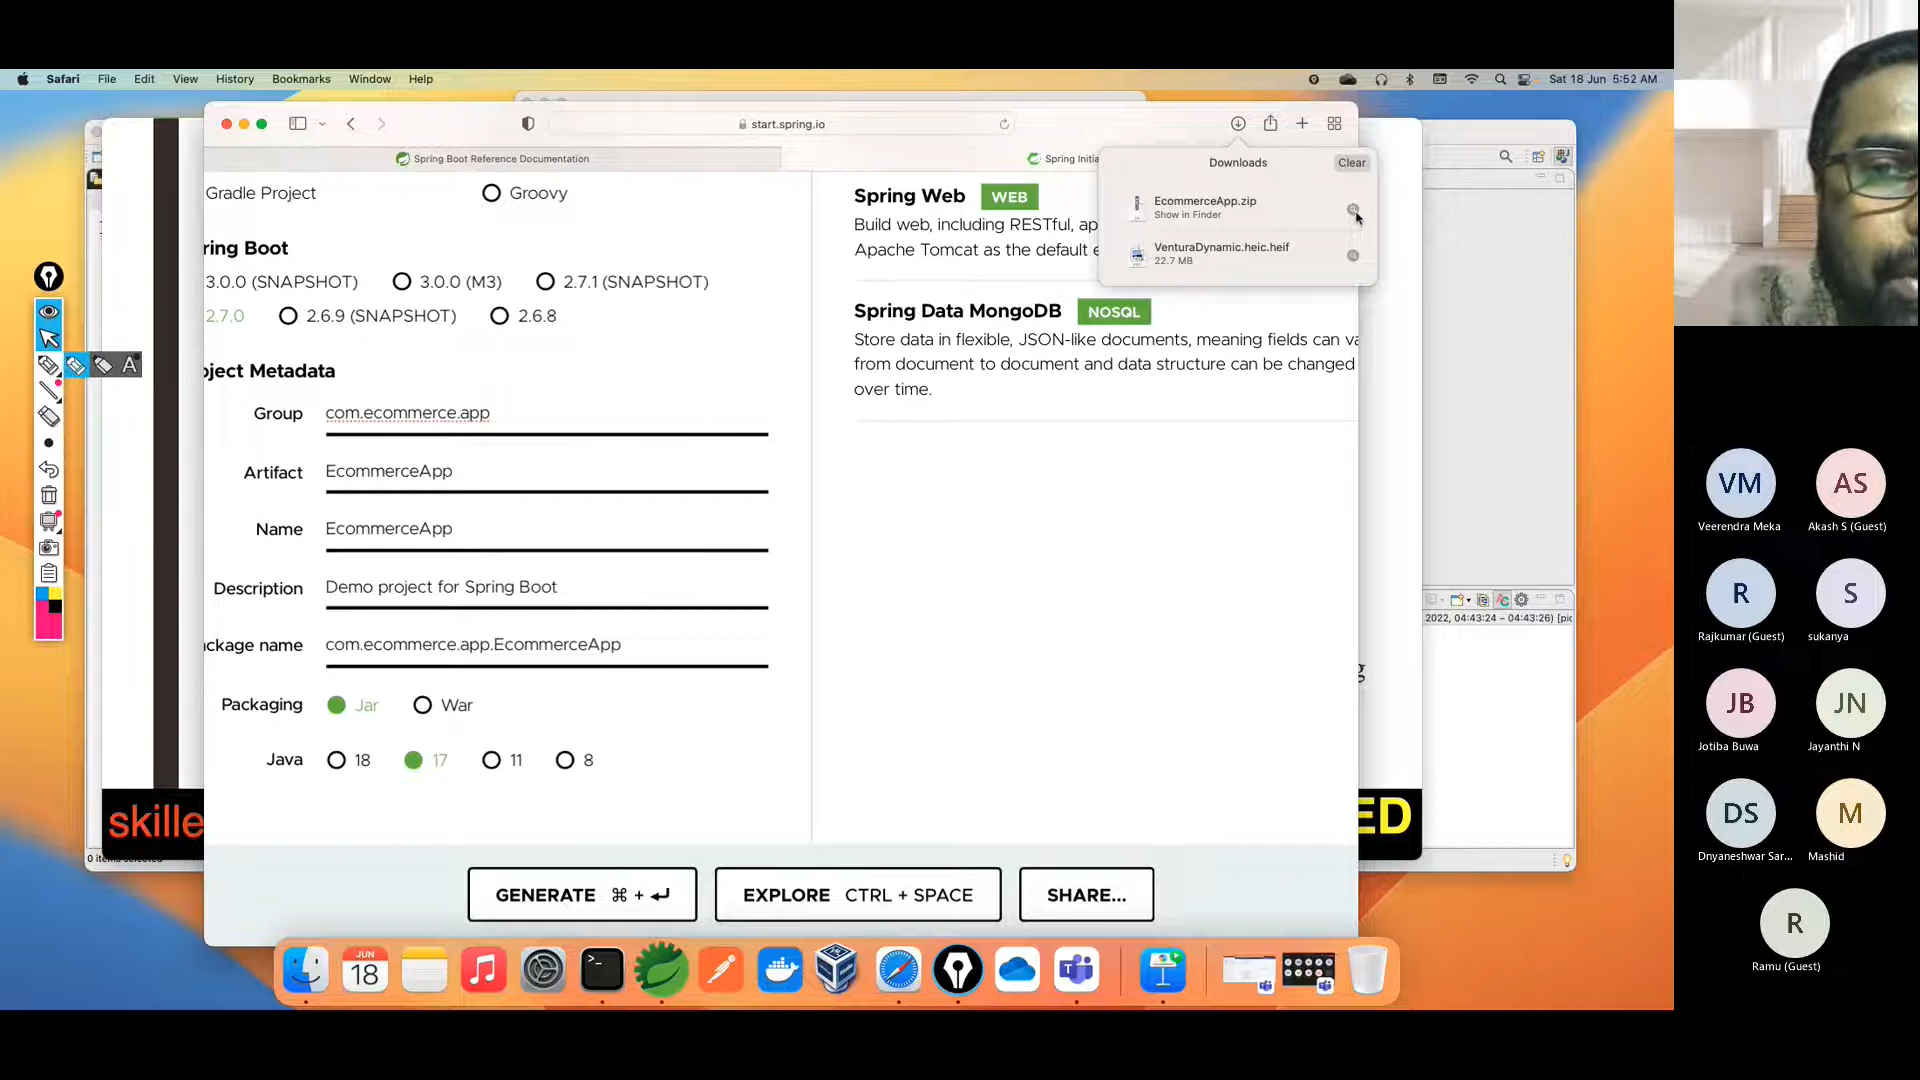 Safari File Edit View History Bookmarks Window Help
Sat 18 Jun 5:52 AM
start.spring.io
Spring Boot Reference Documentation
Spring Initia
Downloads
Clear
EcommerceApp.zip
Show in Finder
VenturaDynamic.heic.heif
22.7 MB
Gradle Project
Groovy
ring Boot
3.0.0 (SNAPSHOT)
3.0.0 (M3)
2.7.1 (SNAPSHOT)
2.7.0
2.6.9 (SNAPSHOT)
2.6.8
oject Metadata
Group
com.ecommerce.app
Artifact
EcommerceApp
Name
EcommerceApp
Description
Demo project for Spring Boot
ackage name
com.ecommerce.app.EcommerceApp
Packaging
Jar
War
Java
18
17
11
8
Spring Web
WEB
Build web, including RESTful, ap
Apache Tomcat as the default e
Spring Data MongoDB
NOSQL
Store data in flexible, JSON-like documents, meaning fields can va
from document to document and data structure can be changed
over time.
GENERATE ⌘ + ↵
EXPLORE CTRL + SPACE
SHARE...
A
skille
ED
g
0 items selected
2022, 04:43:24 – 04:43:26) [pic
JUN
18
VM
Veerendra Meka
AS
Akash S (Guest)
R
Rajkumar (Guest)
S
sukanya
JB
Jotiba Buwa
JN
Jayanthi N
DS
Dnyaneshwar Sar...
M
Mashid
R
Ramu (Guest)